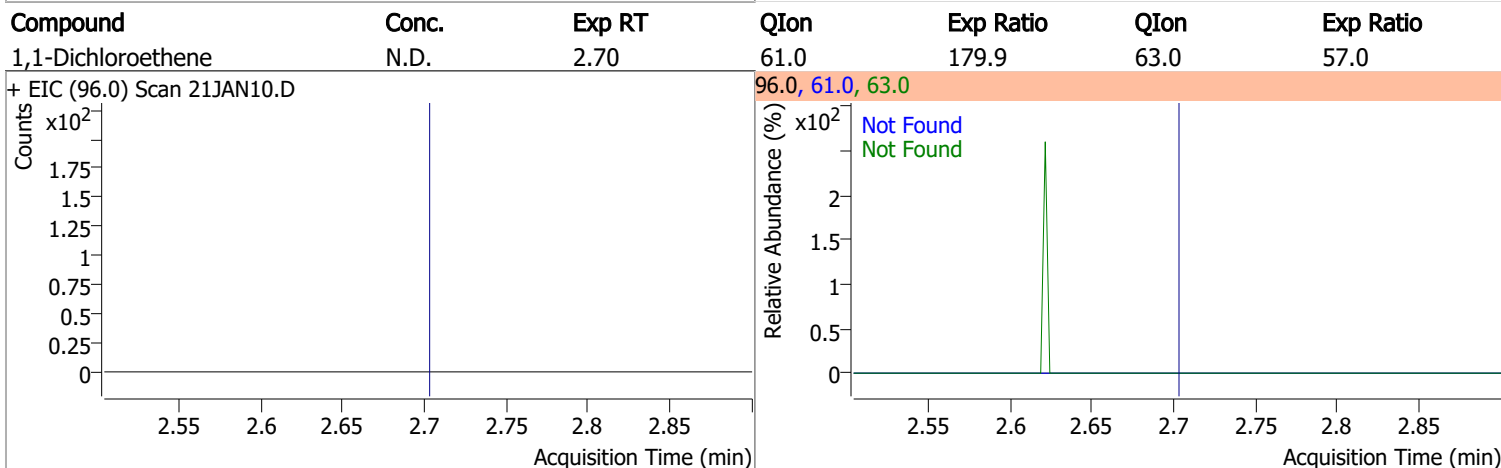 Compound Conc. Exp RT QIon Exp Ratio QIon Exp Ratio
1,1-Dichloroethene N.D. 2.70 61.0 179.9 63.0 57.0
+ EIC (96.0) Scan 21JAN10.D
Counts
x10²
1.75
1.5
1.25
1
0.75
0.5
0.25
0
2.55 2.6 2.65 2.7 2.75 2.8 2.85
Acquisition Time (min)
96.0, 61.0, 63.0
Relative Abundance (%)
x10²
Not Found
Not Found
2
1.5
1
0.5
0
2.55 2.6 2.65 2.7 2.75 2.8 2.85
Acquisition Time (min)